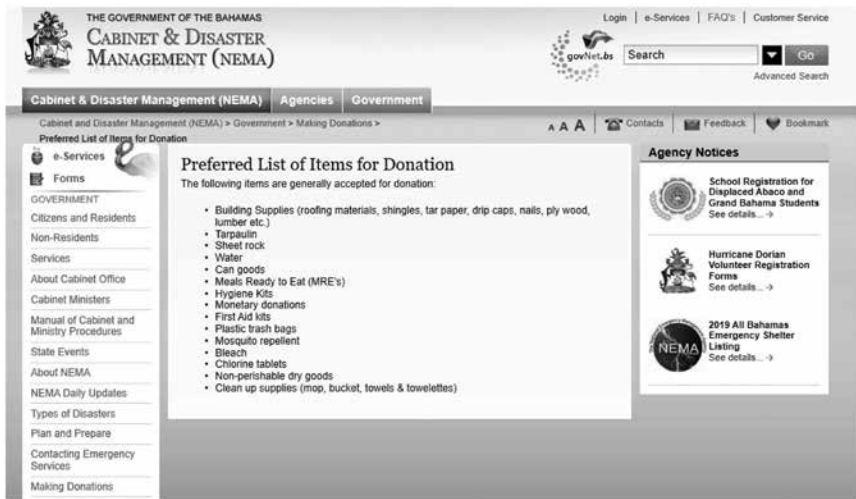 THE GOVERNMENT OF THE BAHAMAS
CABINET & DISASTER
MANAGEMENT (NEMA)
Login | e-Services | FAQ's | Customer Service
govNet.bs
Search
Go
Advanced Search
Cabinet & Disaster Management (NEMA) Agencies Government
Cabinet and Disaster Management (NEMA) > Government > Making Donations >
Preferred List of Items for Donation
A A A Contacts Feedback Bookmark
e-Services
Forms
GOVERNMENT
Citizens and Residents
Non-Residents
Services
About Cabinet Office
Cabinet Ministers
Manual of Cabinet and
Ministry Procedures
State Events
About NEMA
NEMA Daily Updates
Types of Disasters
Plan and Prepare
Contacting Emergency
Services
Making Donations
Preferred List of Items for Donation
The following items are generally accepted for donation:
• Building Supplies (roofing materials, shingles, tar paper, drip caps, nails, ply wood,
lumber etc.)
• Tarpaulin
• Sheet rock
• Water
• Can goods
• Meals Ready to Eat (MRE's)
• Hygiene Kits
• Monetary donations
• First Aid kits
• Plastic trash bags
• Mosquito repellent
• Bleach
• Chlorine tablets
• Non-perishable dry goods
• Clean up supplies (mop, bucket, towels & towelettes)
Agency Notices
School Registration for
Displaced Abaco and
Grand Bahama Students
See details... →
Hurricane Dorian
Volunteer Registration
Forms
See details... →
NEMA
2019 All Bahamas
Emergency Shelter
Listing
See details... →